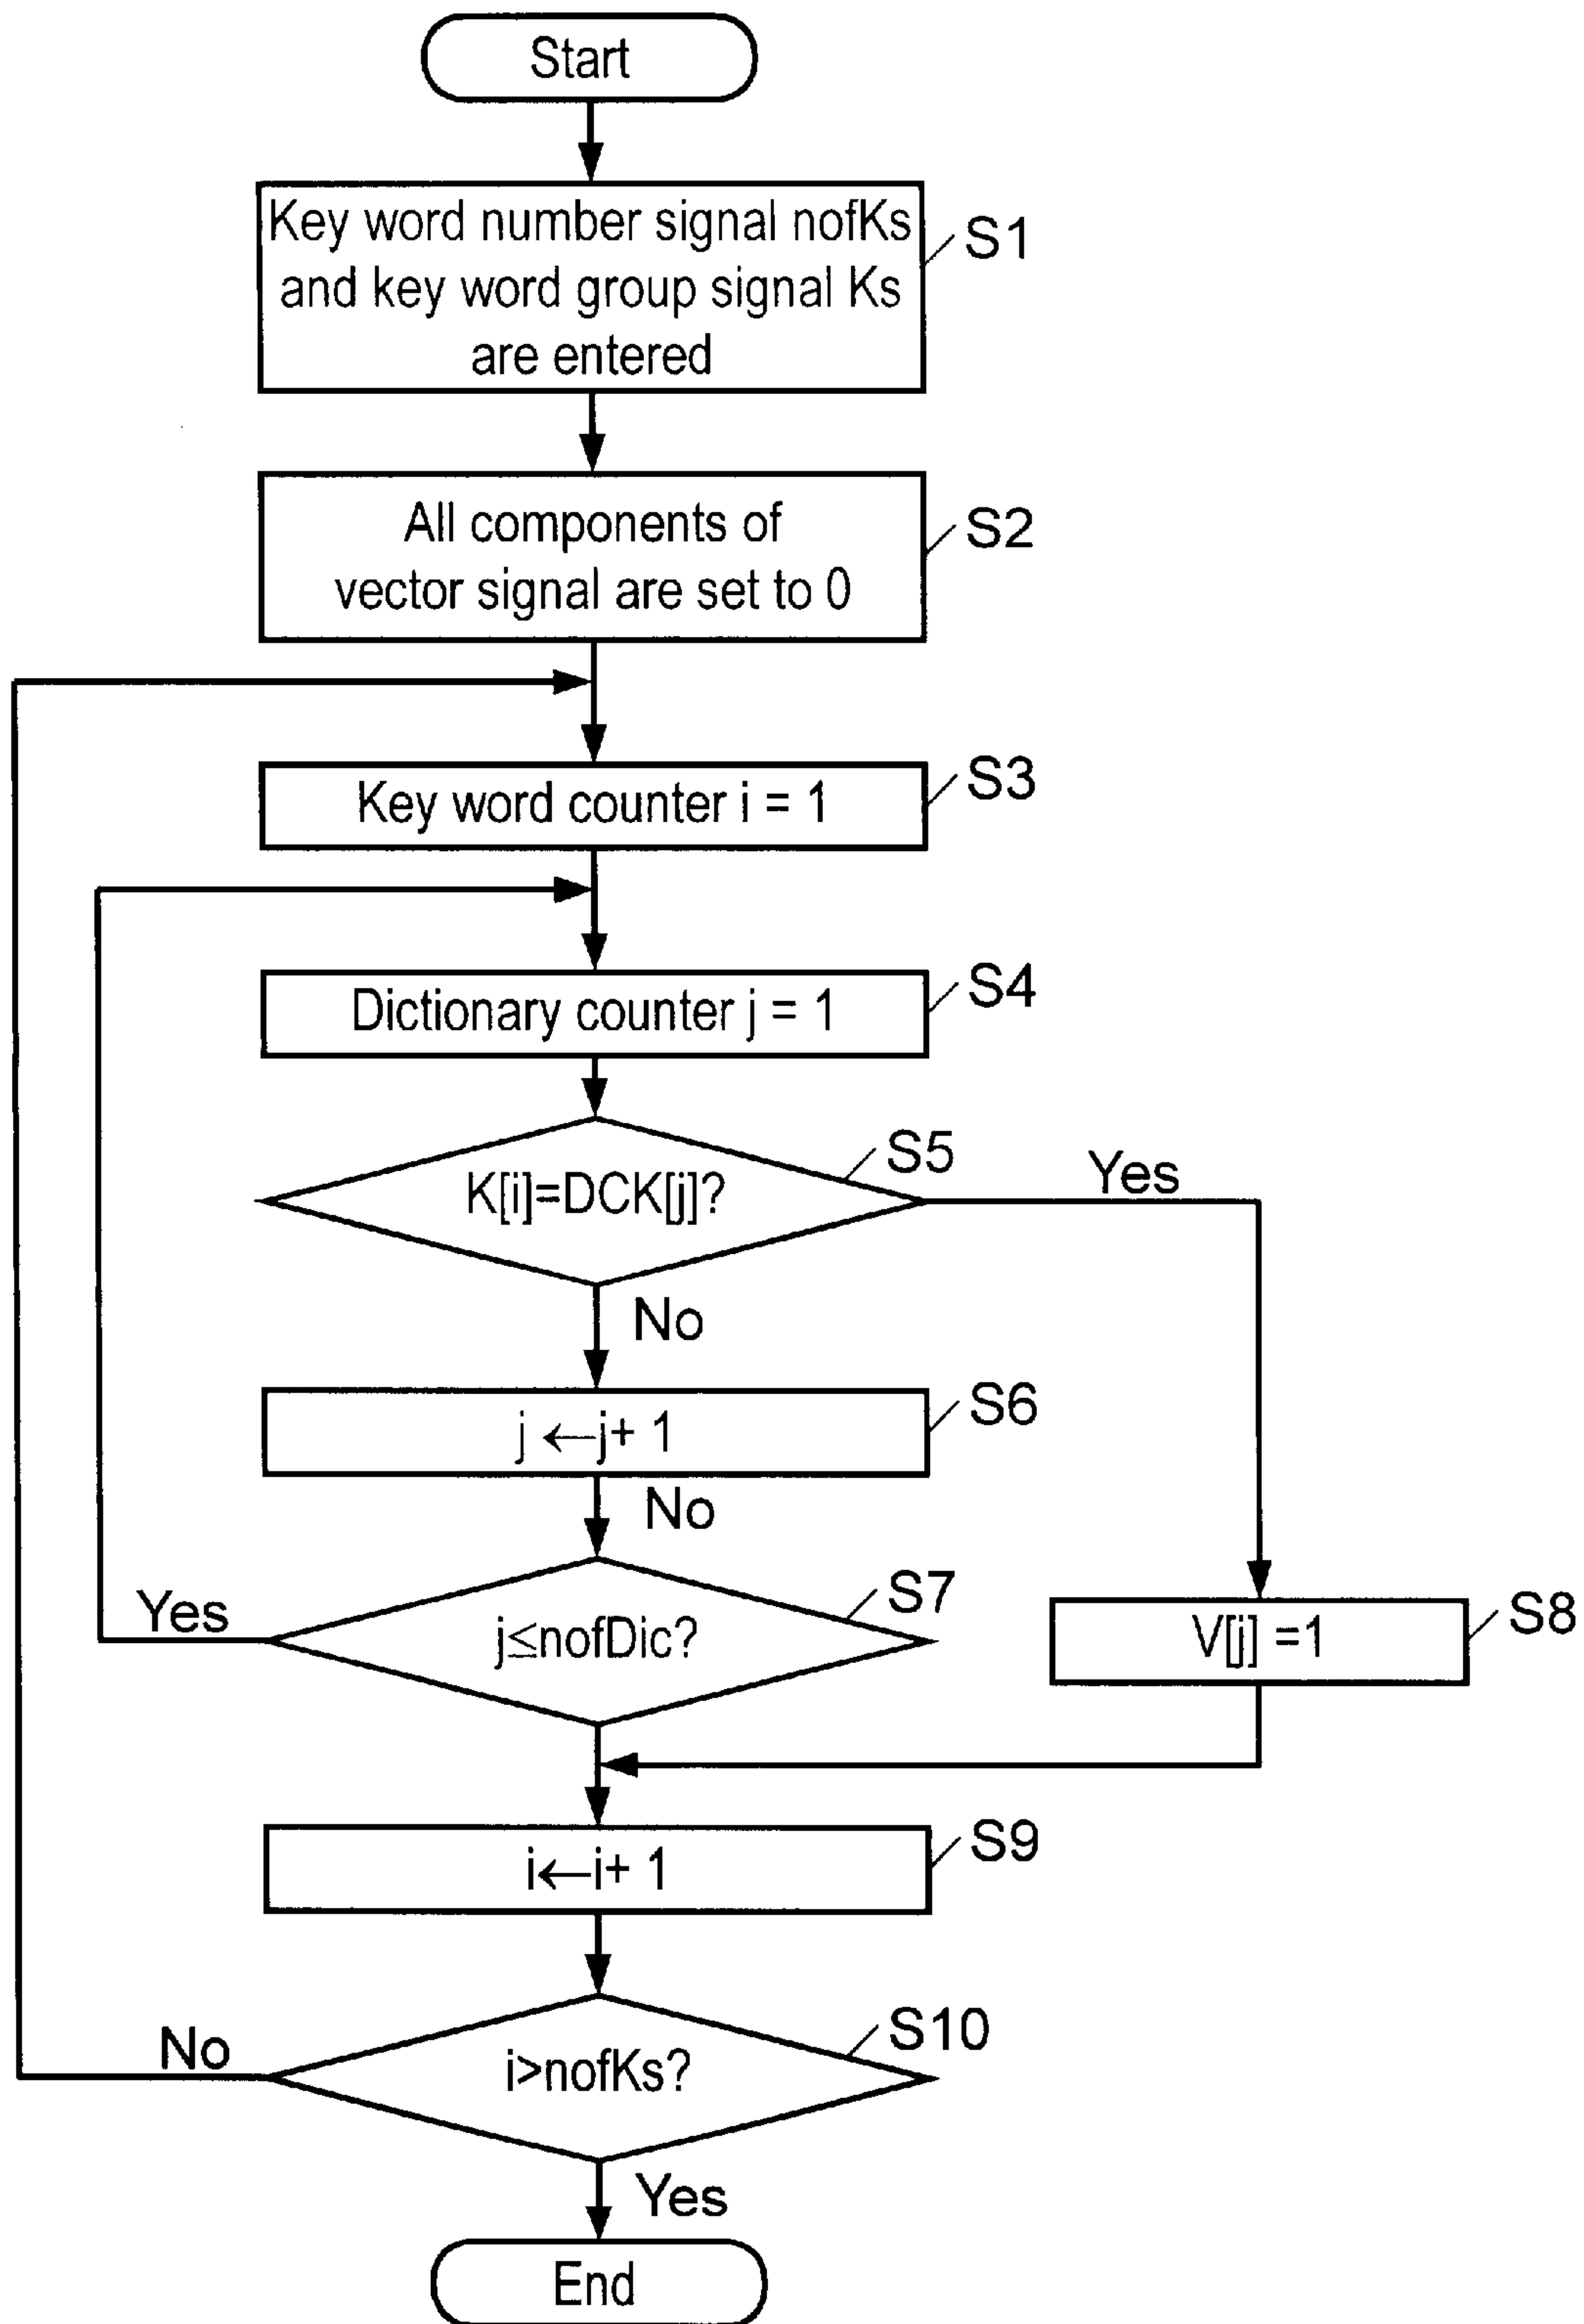 Start
Key word number signal nofKs
and key word group signal Ks
are entered
S1
All components of
vector signal are set to 0
S2
Key word counter i = 1
S3
Dictionary counter j = 1
S4
K[i]=DCK[j]?
S5
Yes
No
j ←j+ 1
S6
No
j≤nofDic?
S7
Yes
V[j] =1
S8
i←i+ 1
S9
i>nofKs?
S10
No
Yes
End